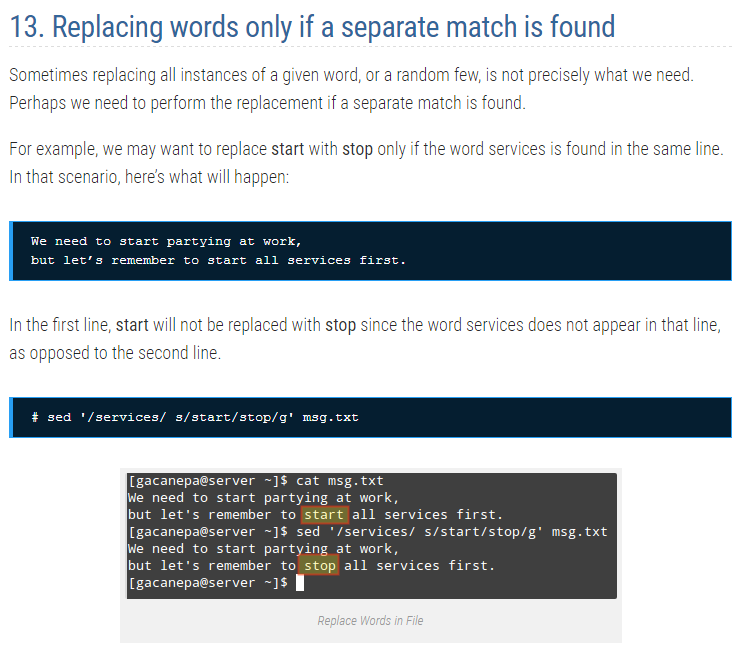 13. Replacing words only if a separate match is found
Sometimes replacing all instances of a given word, or a random few, is not precisely what we need.
Perhaps we need to perform the replacement if a separate match is found.
For example, we may want to replace start with stop only if the word services is found in the same line.
In that scenario, here’s what will happen:
We need to start partying at work,
but let’s remember to start all services first.
In the first line, start will not be replaced with stop since the word services does not appear in that line,
as opposed to the second line.
# sed '/services/ s/start/stop/g' msg.txt
[gacanepa@server ~]$ cat msg.txt
We need to start partying at work,
but let's remember to start all services first.
[gacanepa@server ~]$ sed '/services/ s/start/stop/g' msg.txt
We need to start partying at work,
but let's remember to stop all services first.
[gacanepa@server ~]$
Replace Words in File